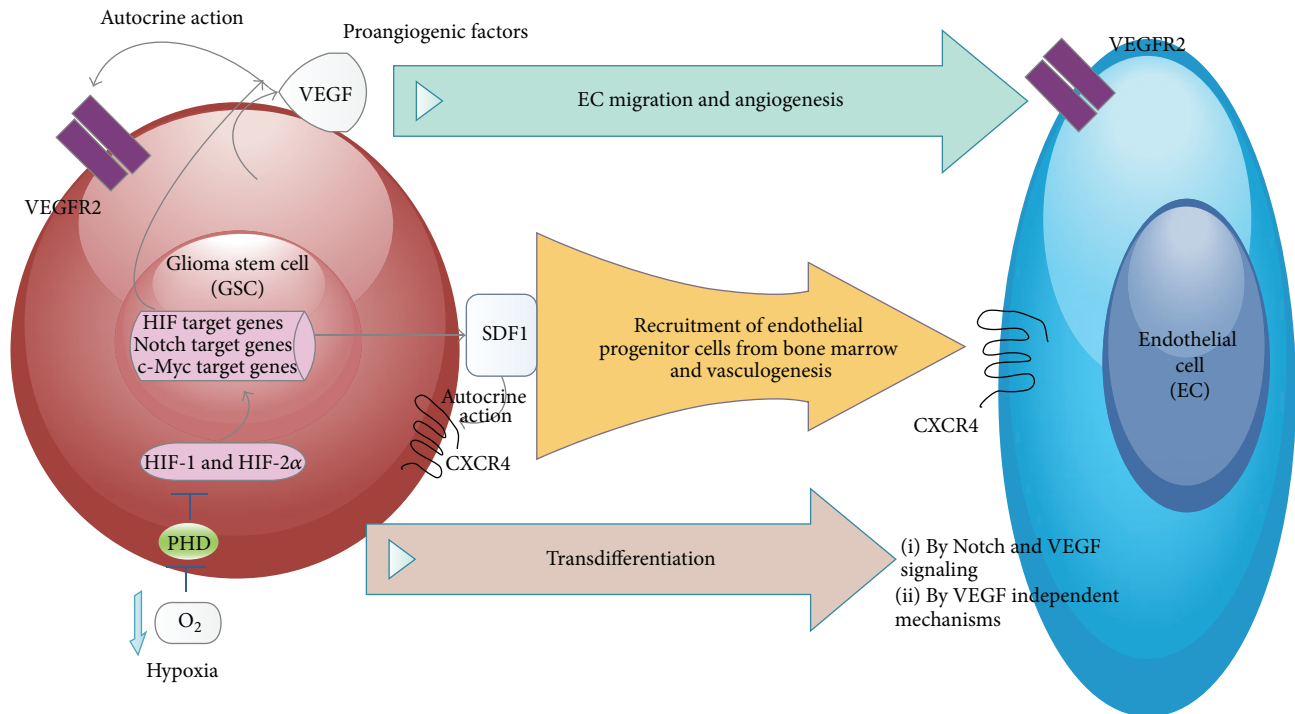 Autocrine action
Proangiogenic factors
VEGF
EC migration and angiogenesis
VEGFR2
VEGFR2
Glioma stem cell
(GSC)
HIF target genes
Notch target genes
c-Myc target genes
SDF1
Recruitment of endothelial
progenitor cells from bone marrow
and vasculogenesis
Endothelial
cell
(EC)
Autocrine
action
CXCR4
CXCR4
HIF-1 and HIF-2α
PHD
Transdifferentiation
(i) By Notch and VEGF
signaling
(ii) By VEGF independent
mechanisms
O₂
Hypoxia